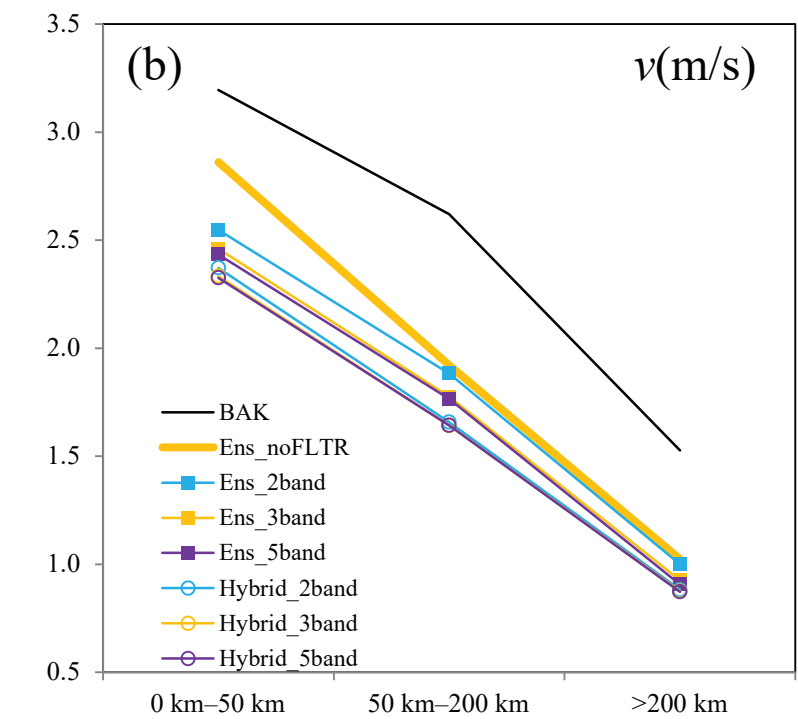 3.5
(b) v(m/s)
3.0
2.5
2.0
1.5
1.0
0.5
BAK
Ens_noFLTR
Ens_2band
Ens_3band
Ens_5band
Hybrid_2band
Hybrid_3band
Hybrid_5band
0 km–50 km 50 km–200 km >200 km